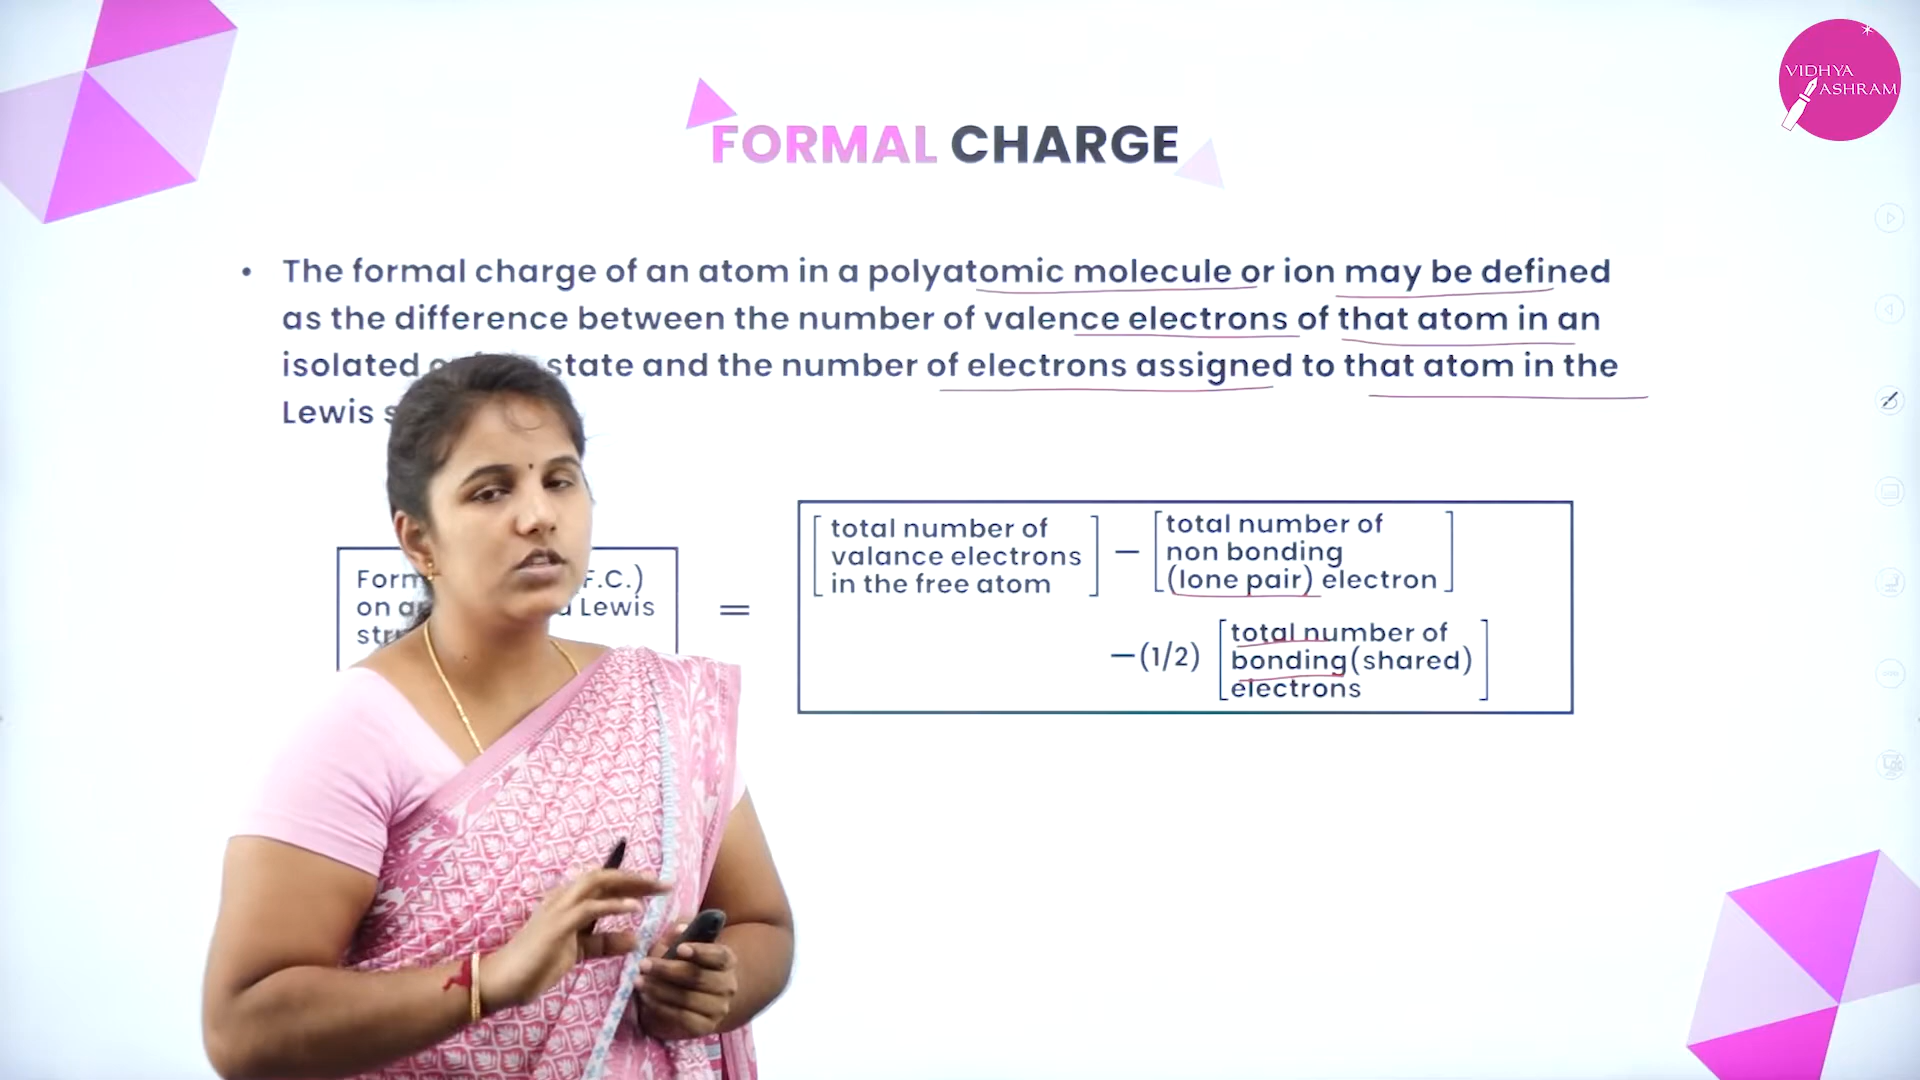 VIDHYA
ASHRAM
FORMAL CHARGE
• The formal charge of an atom in a polyatomic molecule or ion may be defined
as the difference between the number of valence electrons of that atom in an
isolated state and the number of electrons assigned to that atom in the
Lewis
F.C.)
on Lewis
=
[total number of
valance electrons
in the free atom]
—
[total number of
non bonding
(lone pair) electron]
—(1/2)
[total number of
bonding(shared)
electrons]